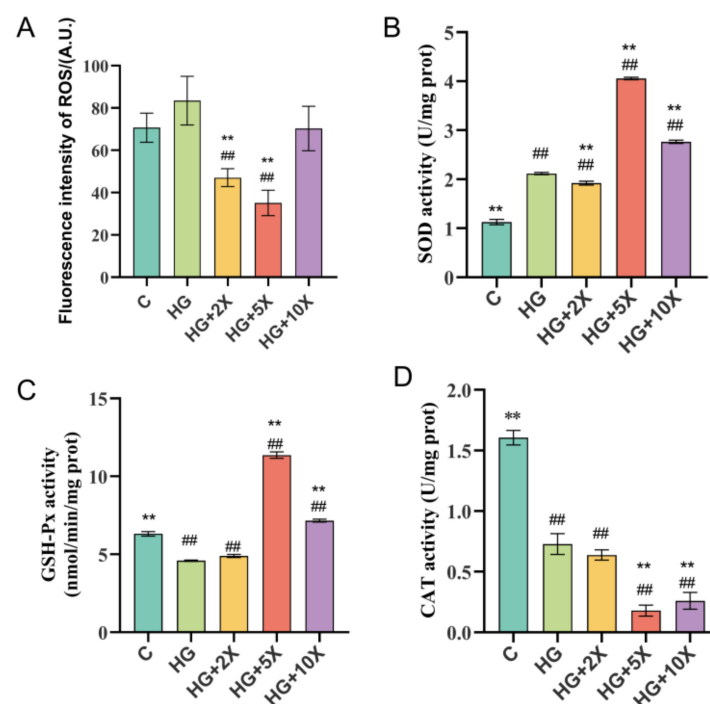 A
Fluorescence intensity of ROS/(A.U.)
100
80
60
40
20
0
**
##
**
##
C
HG
HG+2X
HG+5X
HG+10X
B
SOD activity (U/mg prot)
5
4
3
2
1
0
**
##
**
##
**
##
**
##
C
HG
HG+2X
HG+5X
HG+10X
C
GSH-Px activity
(nmol/min/mg prot)
15
10
5
0
**
##
##
**
##
**
##
C
HG
HG+2X
HG+5X
HG+10X
D
CAT activity (U/mg prot)
2.0
1.5
1.0
0.5
0.0
**
##
##
**
##
**
##
C
HG
HG+2X
HG+5X
HG+10X